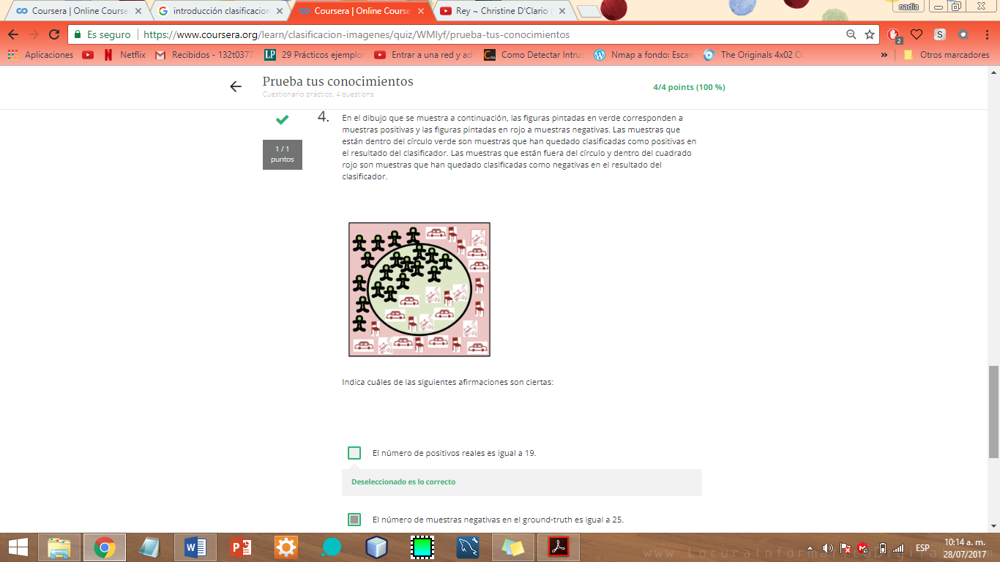 Coursera | Online Course
introducción clasificacion
Coursera | Online Course
Rey ~ Christine D'Clario
nadia
Es seguro
https://www.coursera.org/learn/clasificacion-imagenes/quiz/WMlyf/prueba-tus-conocimientos
S
2
Aplicaciones
Netflix
Recibidos - 132t0377
LP
29 Prácticos ejemplo
Entrar a una red y ad
Como Detectar Intrus
Nmap a fondo: Escan
The Originals 4x02 O
»
Otros marcadores
Prueba tus conocimientos
Cuestionario práctico, 4 questions
4/4 points (100 %)
1 / 1
puntos
4.
En el dibujo que se muestra a continuación, las figuras pintadas en verde corresponden a
muestras positivas y las figuras pintadas en rojo a muestras negativas. Las muestras que
están dentro del círculo verde son muestras que han quedado clasificadas como positivas en
el resultado del clasificador. Las muestras que están fuera del círculo y dentro del cuadrado
rojo son muestras que han quedado clasificadas como negativas en el resultado del
clasificador.
Indica cuáles de las siguientes afirmaciones son ciertas:
El número de positivos reales es igual a 19.
Deseleccionado es lo correcto
El número de muestras negativas en el ground-truth es igual a 25.
ESP
10:14 a. m.
28/07/2017